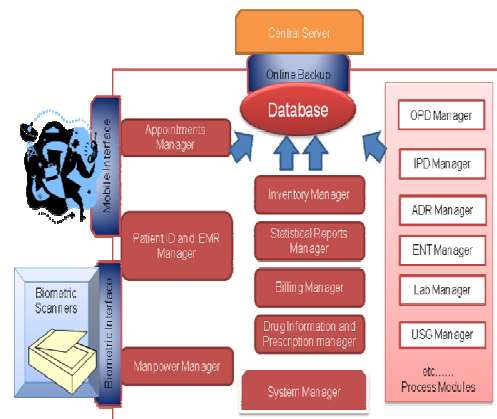 Central Server
Online Backup
Database
Mobile Interface
Appointments
Manager
Patient ID and EMR
Manager
Biometric
Scanners
Biometric Interface
Manpower Manager
Inventory Manager
Statistical Reports
Manager
Billing Manager
Drug Information and
Prescription manager
System Manager
OPD Manager
IPD Manager
ADR Manager
ENT Manager
Lab Manager
USG Manager
etc......
Process Modules